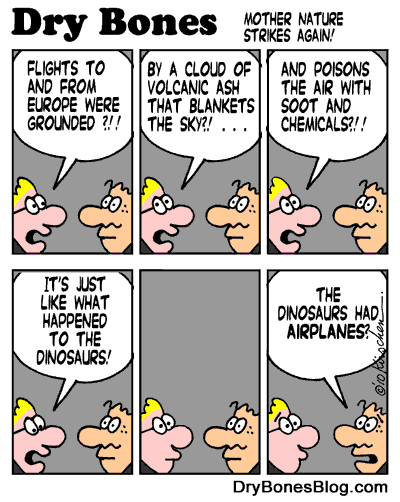 Dry Bones
MOTHER NATURE
STRIKES AGAIN!
FLIGHTS TO
AND FROM
EUROPE WERE
GROUNDED ?!!
BY A CLOUD OF
VOLCANIC ASH
THAT BLANKETS
THE SKY?! . . .
AND POISONS
THE AIR WITH
SOOT AND
CHEMICALS?!!
IT'S JUST
LIKE WHAT
HAPPENED
TO THE
DINOSAURS!
THE
DINOSAURS HAD
AIRPLANES?
©'10 Kirschen
DryBonesBlog.com